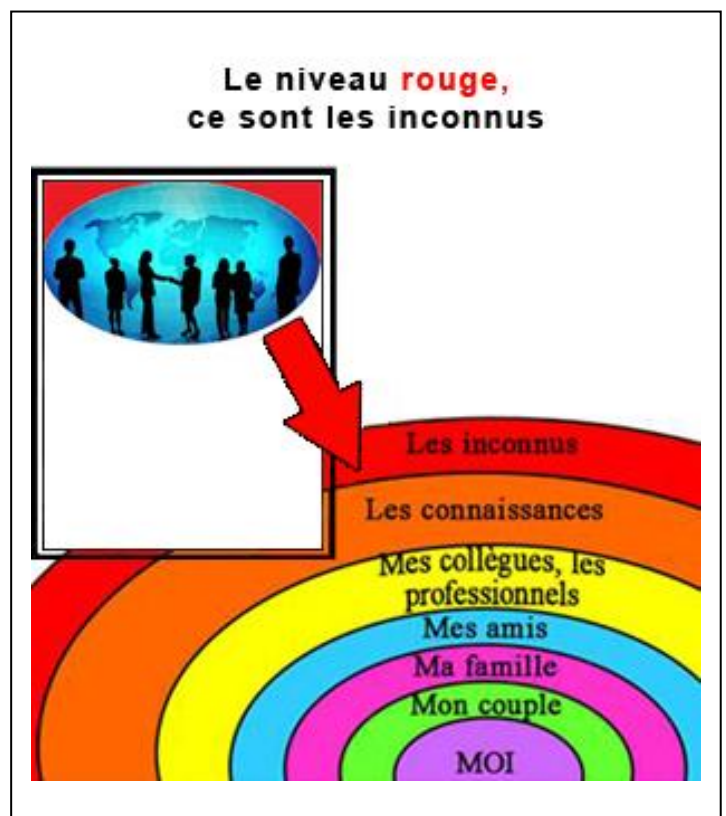 Le niveau rouge,
ce sont les inconnus
Les inconnus
Les connaissances
Mes collègues, les
professionnels
Mes amis
Ma famille
Mon couple
MOI